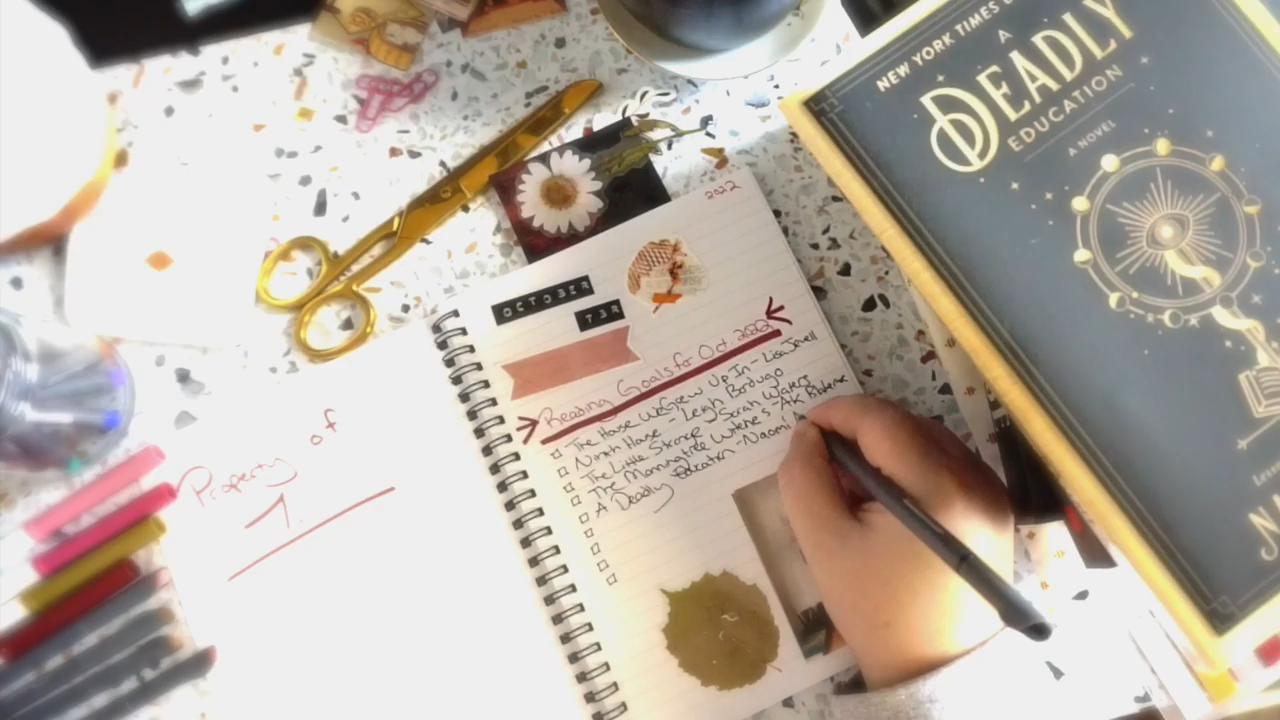 Property of
2022
OCTOBER
TBR
Reading Goals for Oct. 2022
The House We Grew Up In - Lisa Jewell
Ninth House - Leigh Bardugo
The Little Stranger - Sarah Waters
The Morningtree Witches - AK Blakemore
A Deadly Education - Naomi
NEW YORK TIMES
A
DEADLY
EDUCATION
A NOVEL